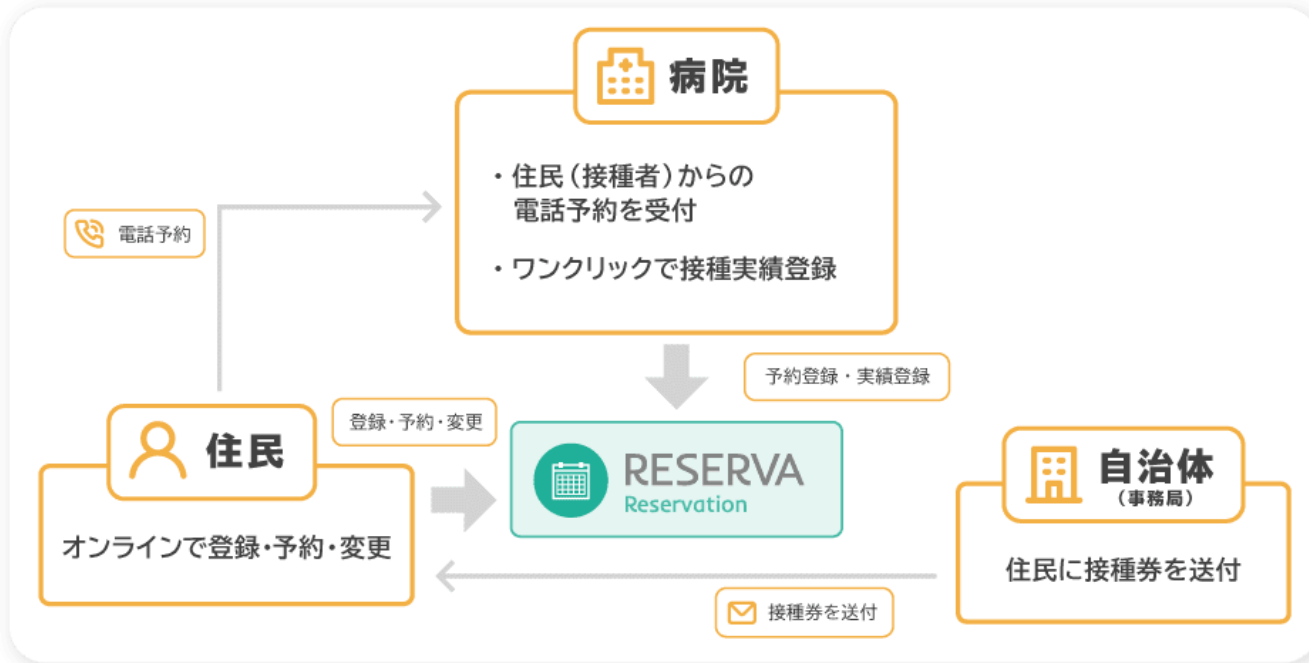 病院
・住民（接種者）からの
電話予約を受付
・ワンクリックで接種実績登録
電話予約
予約登録・実績登録
登録・予約・変更
住民
オンラインで登録・予約・変更
RESERVA
Reservation
自治体
（事務局）
住民に接種券を送付
接種券を送付